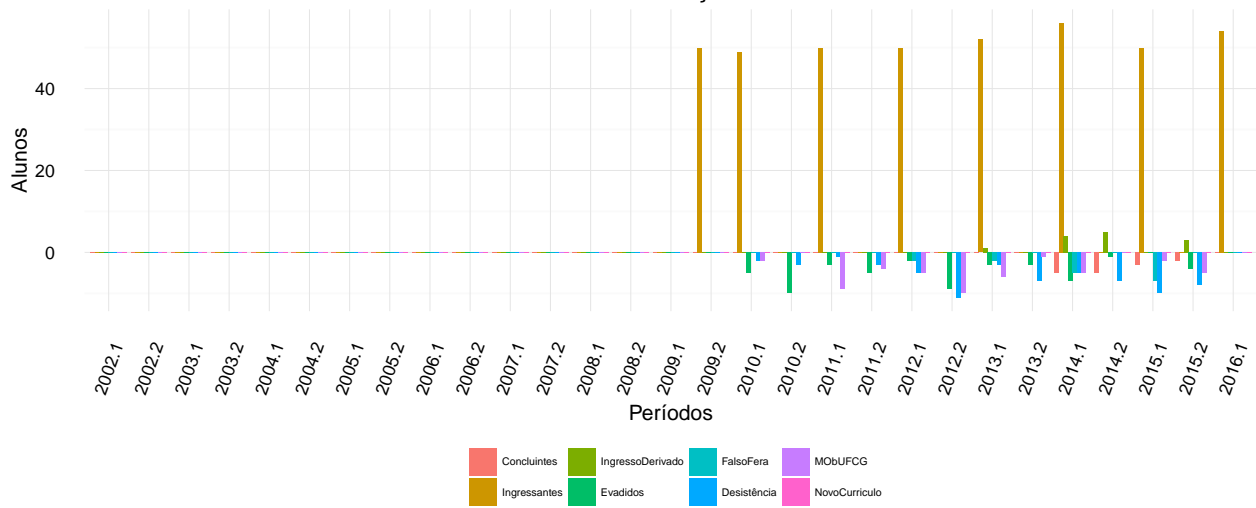 40
20
0
Alunos
2002.1 2002.2 2003.1 2003.2 2004.1 2004.2 2005.1 2005.2 2006.1 2006.2 2007.1 2007.2 2008.1 2008.2 2009.1 2009.2 2010.1 2010.2 2011.1 2011.2 2012.1 2012.2 2013.1 2013.2 2014.1 2014.2 2015.1 2015.2 2016.1
Períodos
Concluintes IngressoDerivado FalsoFera MObUFCG
Ingressantes Evadidos Desistência NovoCurriculo